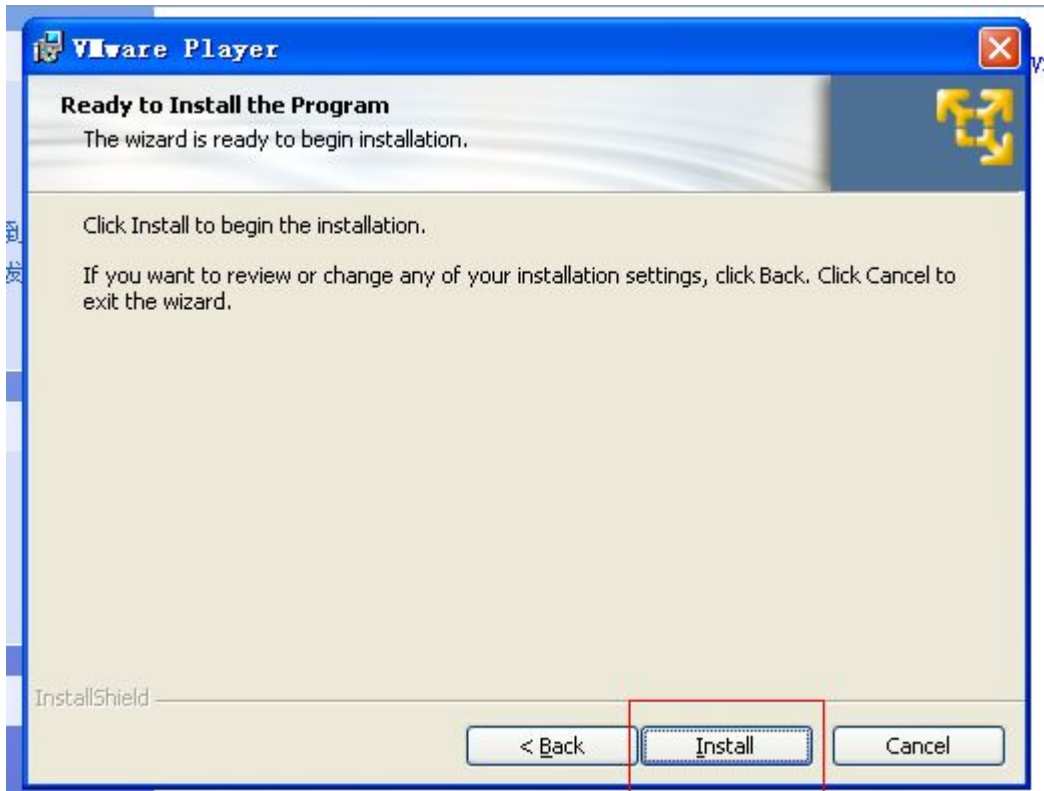 VMware Player
Ready to Install the Program
The wizard is ready to begin installation.
Click Install to begin the installation.
If you want to review or change any of your installation settings, click Back. Click Cancel to
exit the wizard.
InstallShield
< Back
Install
Cancel